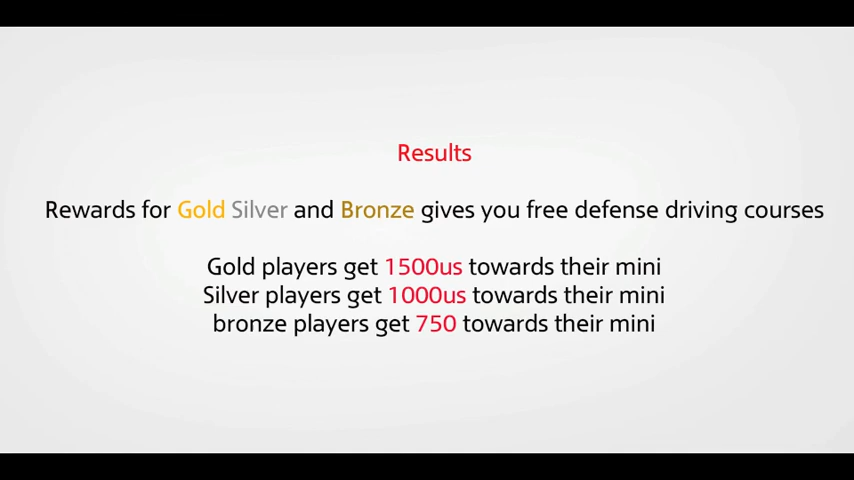 Results
Rewards for Gold Silver and Bronze gives you free defense driving courses
Gold players get 1500us towards their mini
Silver players get 1000us towards their mini
bronze players get 750 towards their mini